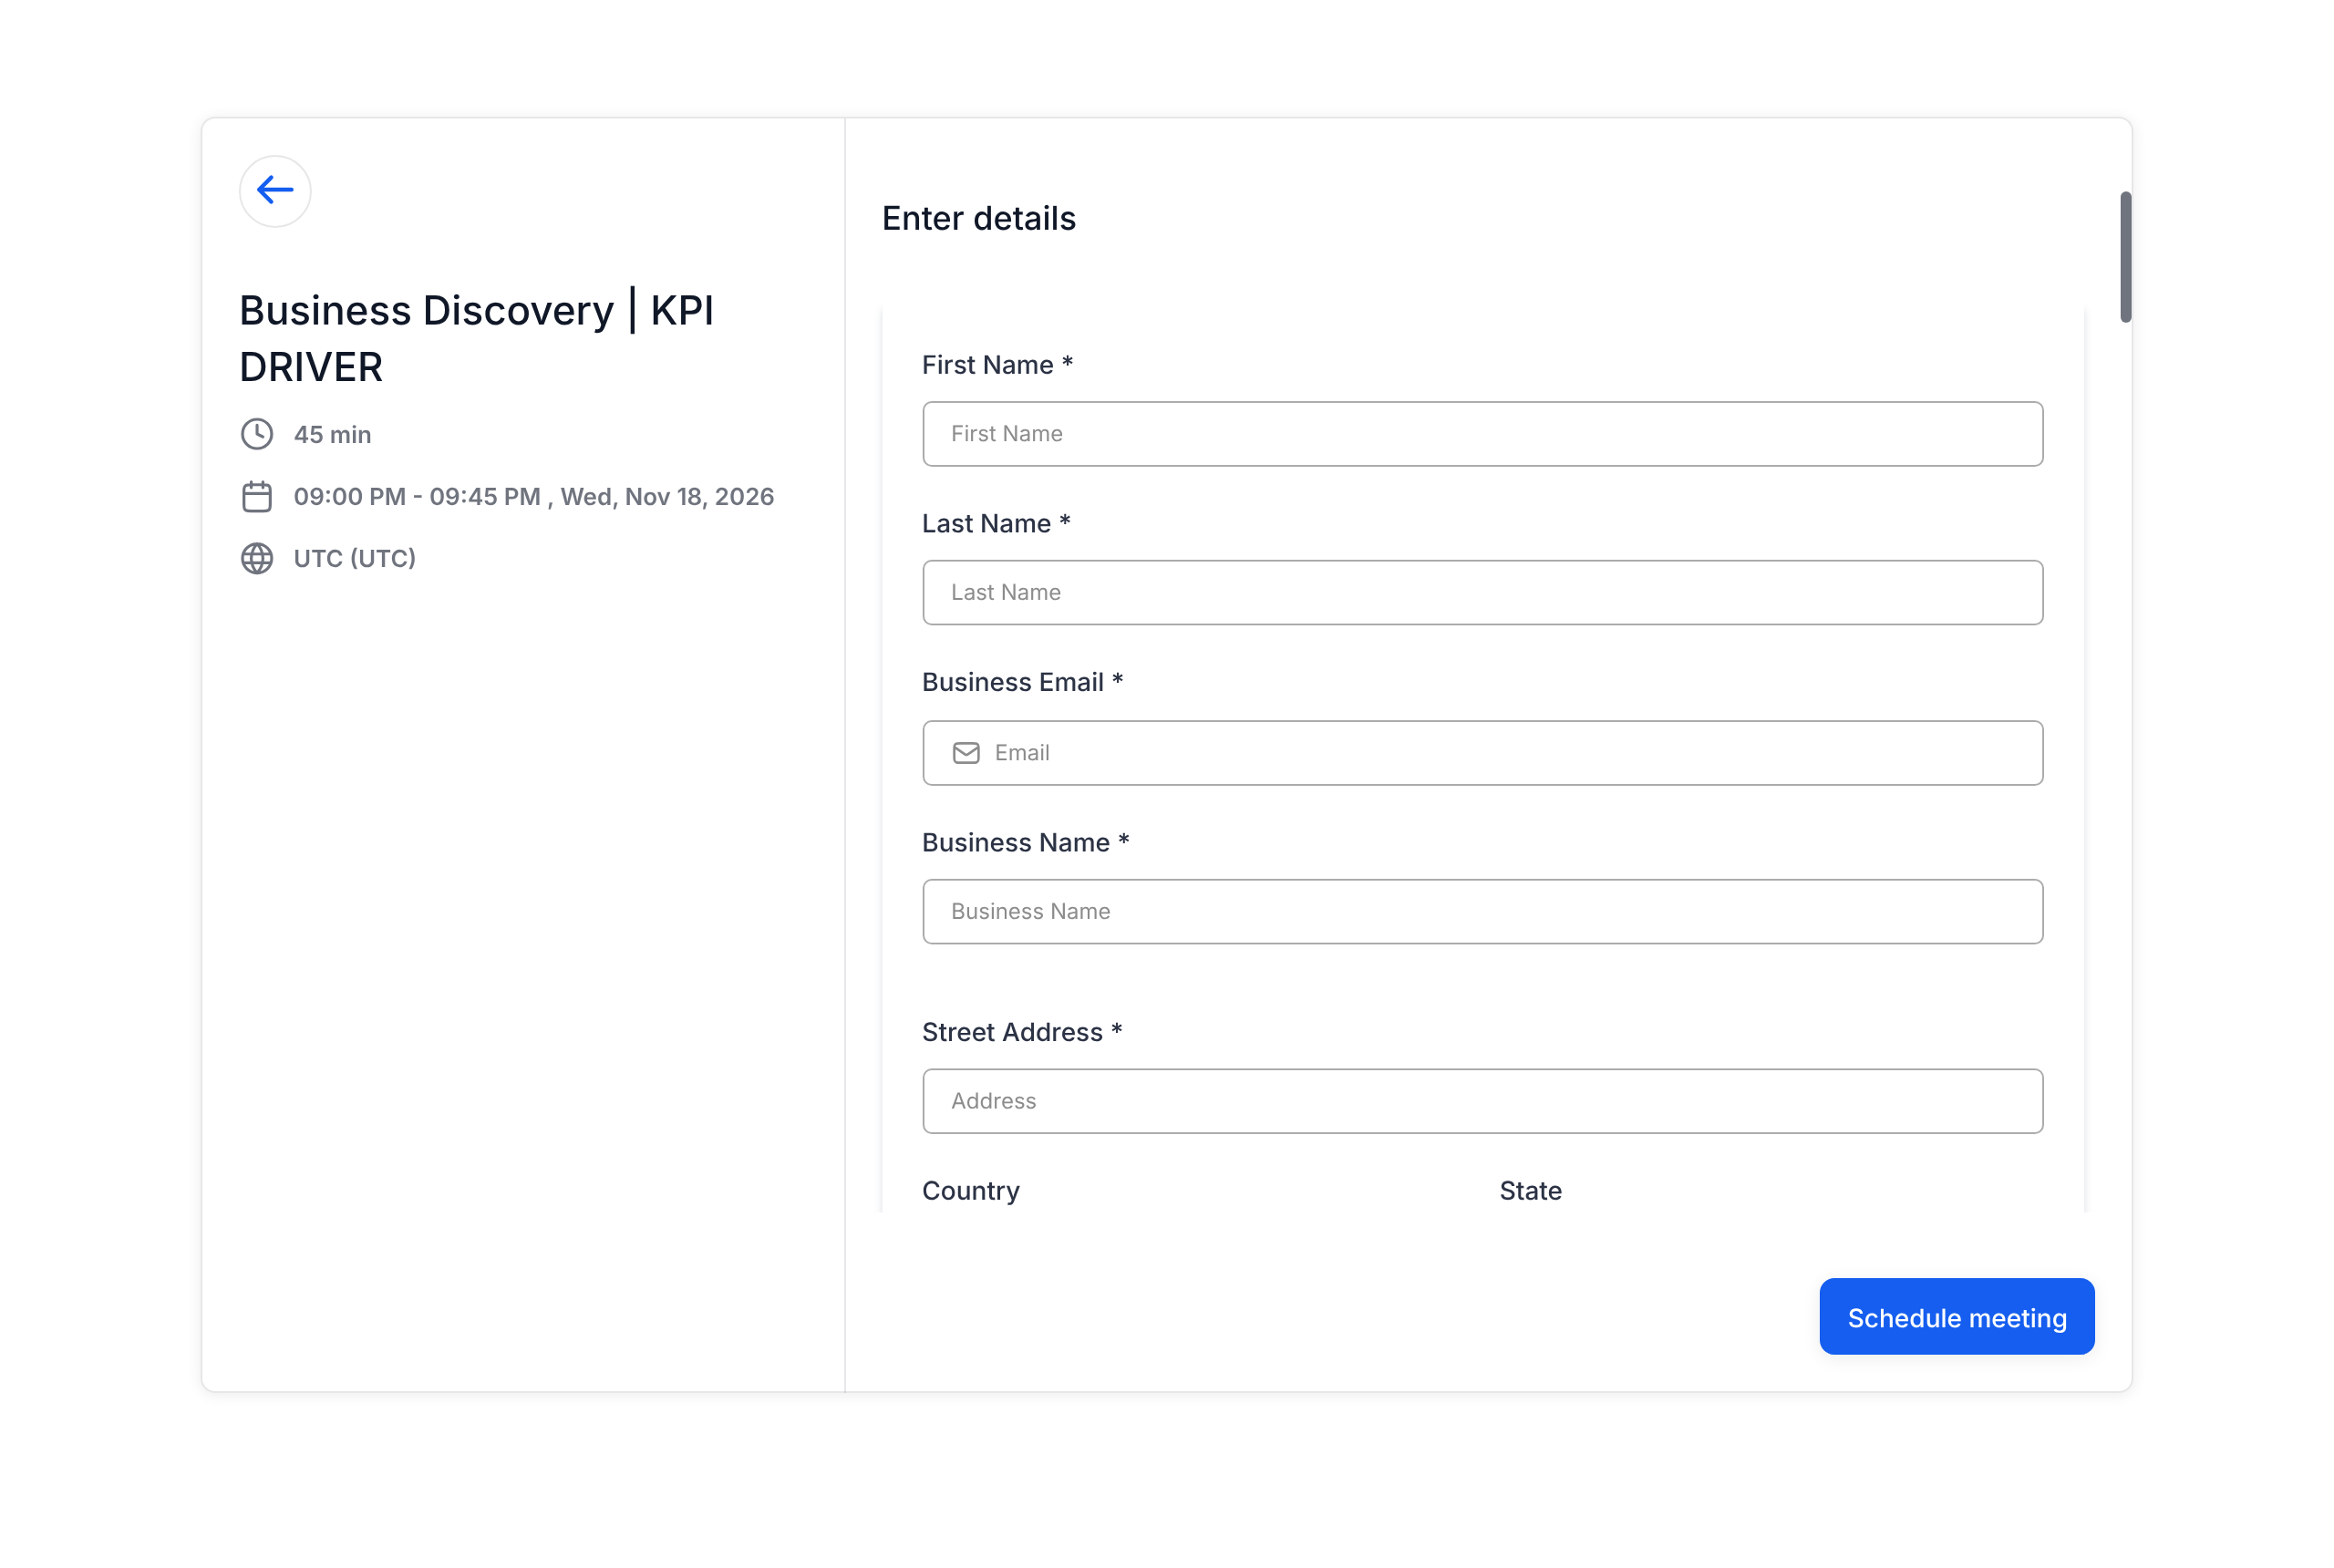 Business Discovery | KPI
DRIVER
45 min
09:00 PM - 09:45 PM , Wed, Nov 18, 2026
UTC (UTC)
Enter details
First Name *
First Name
Last Name *
Last Name
Business Email *
Email
Business Name *
Business Name
Street Address *
Address
Country State
Schedule meeting